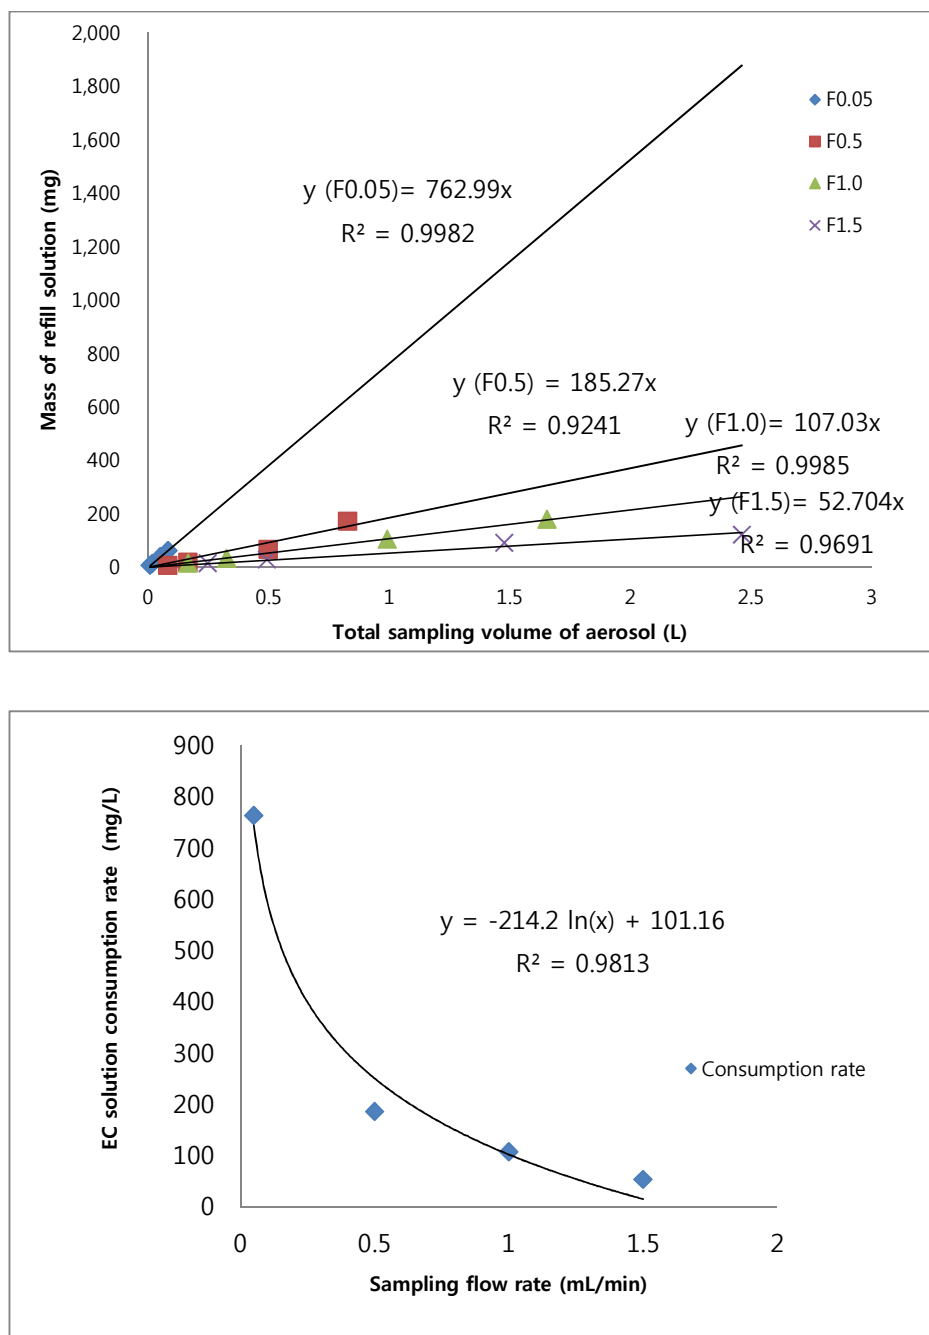 2,000
1,800
1,600
1,400
1,200
1,000
800
600
400
200
0
Mass of refill solution (mg)
y (F0.05)= 762.99x
R² = 0.9982
y (F0.5) = 185.27x
R² = 0.9241
y (F1.0)= 107.03x
R² = 0.9985
y (F1.5)= 52.704x
R² = 0.9691
F0.05
F0.5
F1.0
F1.5
0 0.5 1 1.5 2 2.5 3
Total sampling volume of aerosol (L)
900
800
700
600
500
400
300
200
100
0
EC solution consumption rate (mg/L)
y = -214.2 ln(x) + 101.16
R² = 0.9813
Consumption rate
0 0.5 1 1.5 2
Sampling flow rate (mL/min)